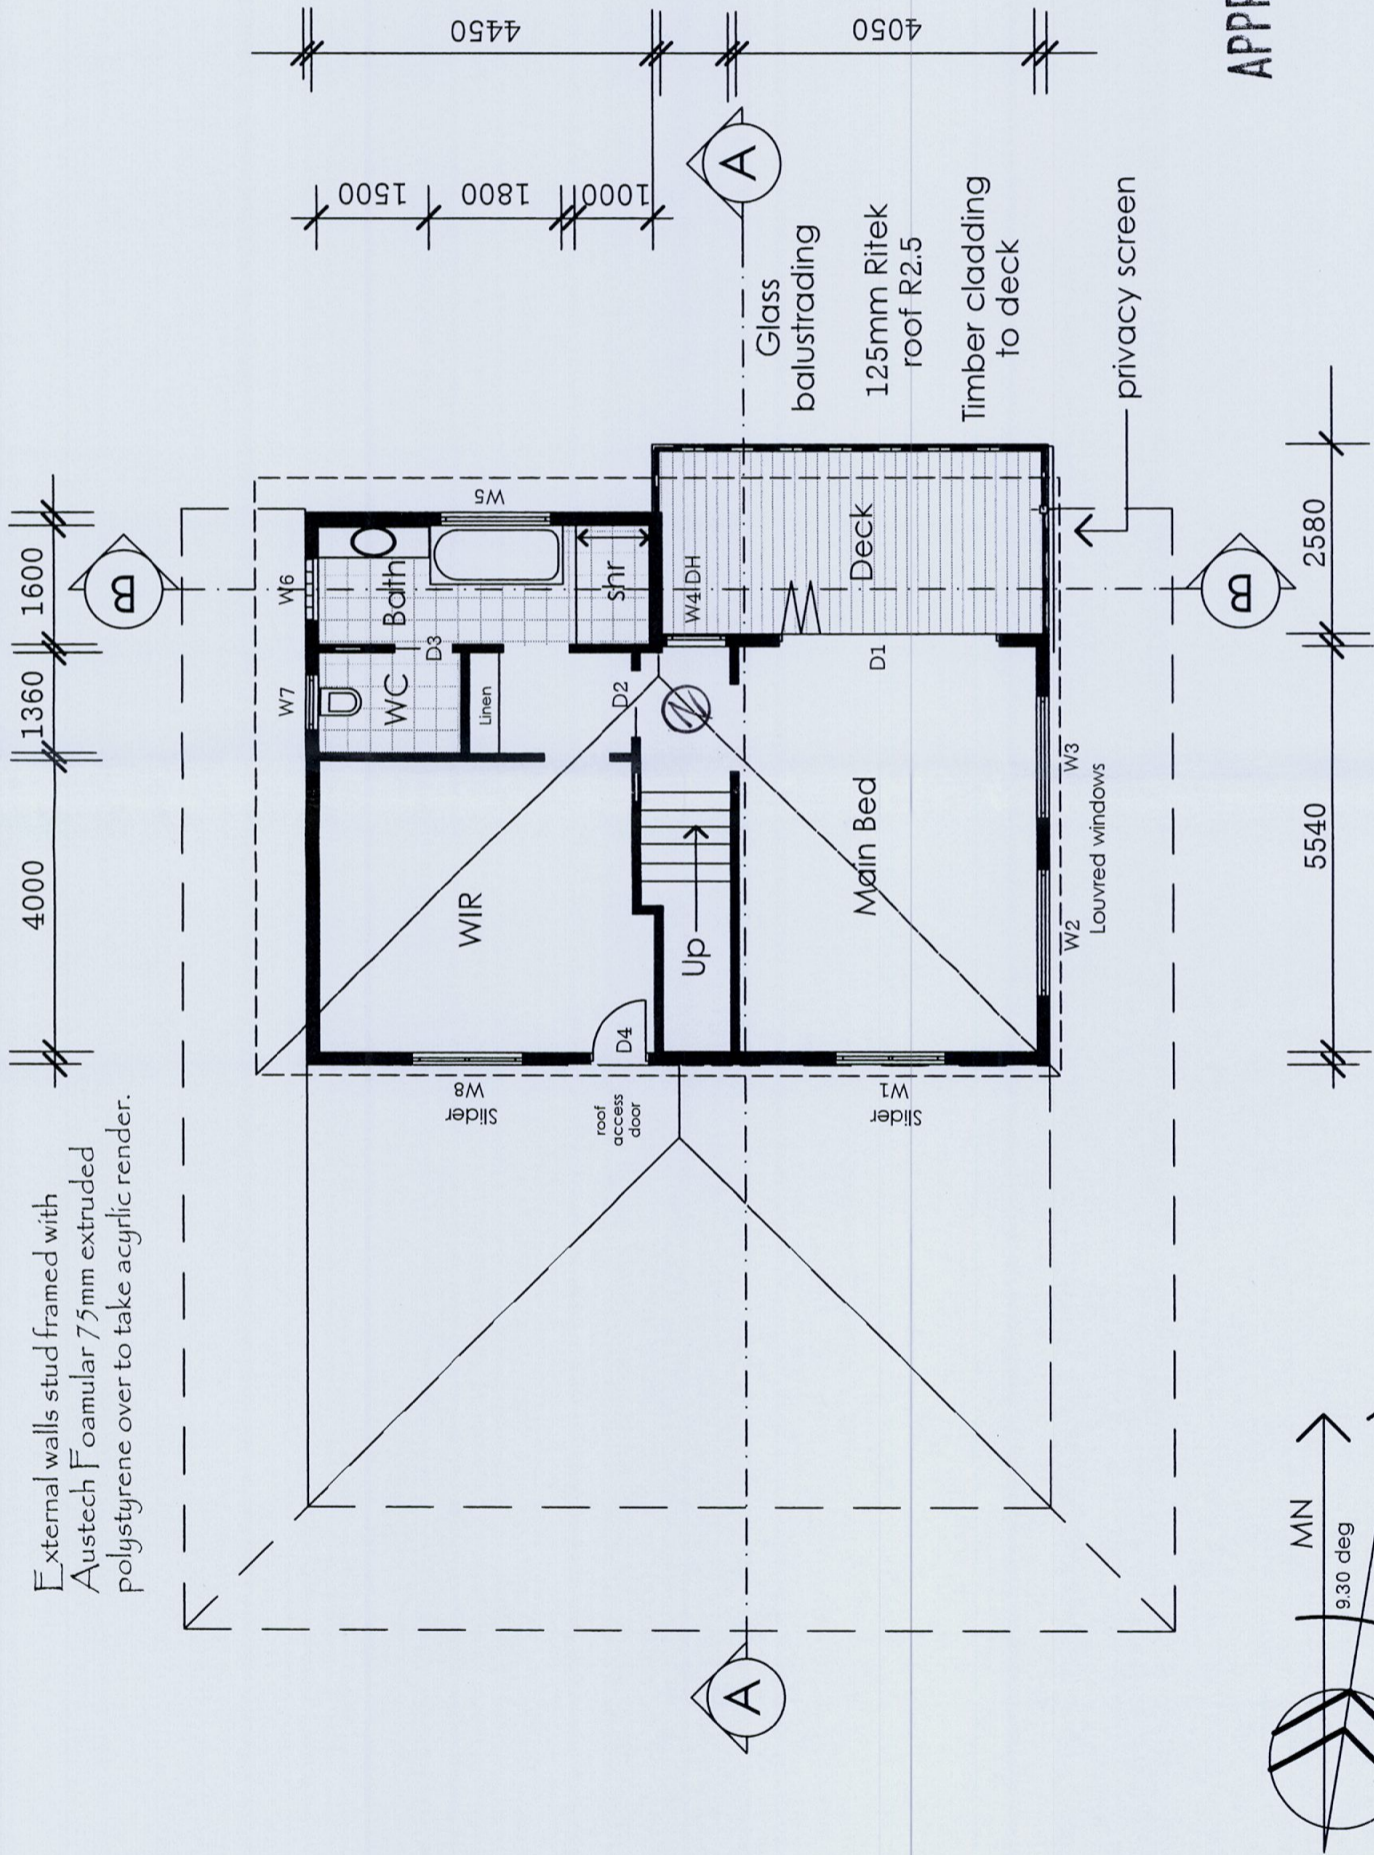 External walls stud framed with
Austech Foamular 75mm extruded
polystyrene over to take acyrlic render.
4000
1360
1600
4450
4050
1500
1800
1000
B
W7
W6
W5
WC
Bath
D3
shr
Linen
D2
W4 DH
WIR
Up
D4
W8
Slider
roof
access
door
Main Bed
D1
Deck
W1
Slider
W2
W3
Louvred windows
A
Glass
balustrading
125mm Ritek
roof R2.5
Timber cladding
to deck
privacy screen
B
A
5540
2580
MN
9.30 deg